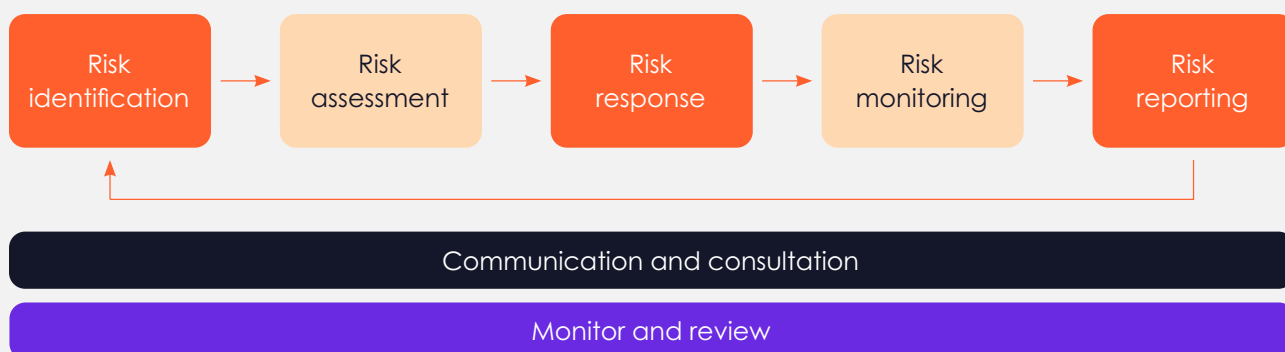 Risk
identification
Risk
assessment
Risk
response
Risk
monitoring
Risk
reporting
Communication and consultation
Monitor and review